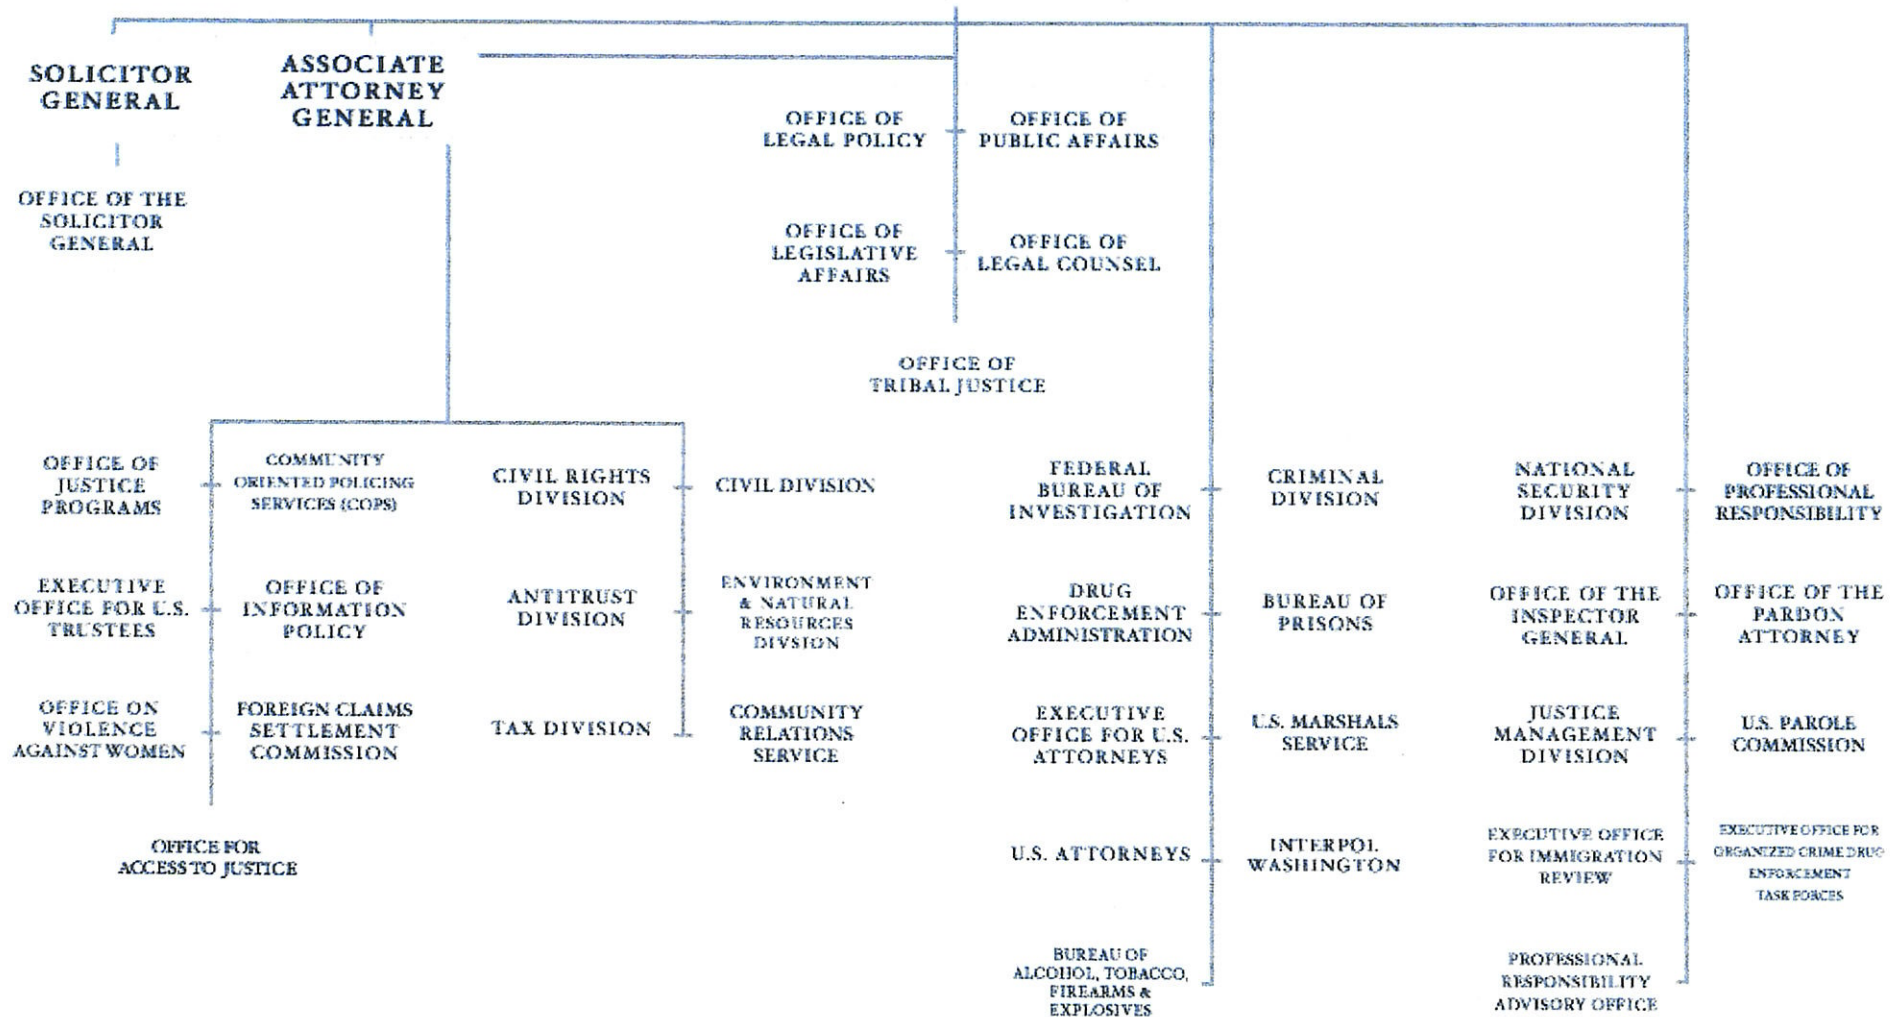 SOLICITOR
GENERAL
ASSOCIATE
ATTORNEY
GENERAL
OFFICE OF THE
SOLICITOR
GENERAL
OFFICE OF
LEGAL POLICY
OFFICE OF
PUBLIC AFFAIRS
OFFICE OF
LEGISLATIVE
AFFAIRS
OFFICE OF
LEGAL COUNSEL
OFFICE OF
TRIBAL JUSTICE
OFFICE OF
JUSTICE
PROGRAMS
COMMUNITY
ORIENTED POLICING
SERVICES (COPS)
CIVIL RIGHTS
DIVISION
CIVIL DIVISION
FEDERAL
BUREAU OF
INVESTIGATION
CRIMINAL
DIVISION
NATIONAL
SECURITY
DIVISION
OFFICE OF
PROFESSIONAL
RESPONSIBILITY
EXECUTIVE
OFFICE FOR U.S.
TRUSTEES
OFFICE OF
INFORMATION
POLICY
ANTITRUST
DIVISION
ENVIRONMENT
& NATURAL
RESOURCES
DIVSION
DRUG
ENFORCEMENT
ADMINISTRATION
BUREAU OF
PRISONS
OFFICE OF THE
INSPECTOR
GENERAL
OFFICE OF THE
PARDON
ATTORNEY
OFFICE ON
VIOLENCE
AGAINST WOMEN
FOREIGN CLAIMS
SETTLEMENT
COMMISSION
TAX DIVISION
COMMUNITY
RELATIONS
SERVICE
EXECUTIVE
OFFICE FOR U.S.
ATTORNEYS
U.S. MARSHALS
SERVICE
JUSTICE
MANAGEMENT
DIVISION
U.S. PAROLE
COMMISSION
OFFICE FOR
ACCESS TO JUSTICE
U.S. ATTORNEYS
INTERPOL
WASHINGTON
EXECUTIVE OFFICE
FOR IMMIGRATION
REVIEW
EXECUTIVE OFFICE FOR
ORGANIZED CRIME DRUG
ENFORCEMENT
TASK FORCES
BUREAU OF
ALCOHOL, TOBACCO,
FIREARMS &
EXPLOSIVES
PROFESSIONAL
RESPONSIBILITY
ADVISORY OFFICE